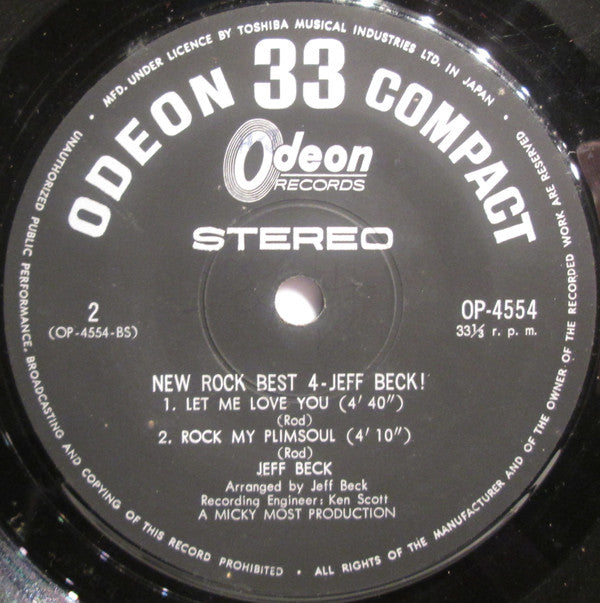 • MFD. UNDER LICENCE BY TOSHIBA MUSICAL INDUSTRIES LTD. IN JAPAN •
ODEON 33 COMPACT
Odeon
RECORDS
STEREO
2
(OP-4554-BS)
OP-4554
33⅓ r. p. m.
NEW ROCK BEST 4-JEFF BECK!
1. LET ME LOVE YOU (4' 40")
(Rod)
2. ROCK MY PLIMSOUL (4' 10")
(Rod)
JEFF BECK
Arranged by Jeff Beck
Recording Engineer: Ken Scott
A MICKY MOST PRODUCTION
UNAUTHORIZED PUBLIC PERFORMANCE, BROADCASTING AND COPYING OF THIS RECORD PROHIBITED • ALL RIGHTS OF THE MANUFACTURER AND OF THE OWNER OF THE RECORDED WORK ARE RESERVED